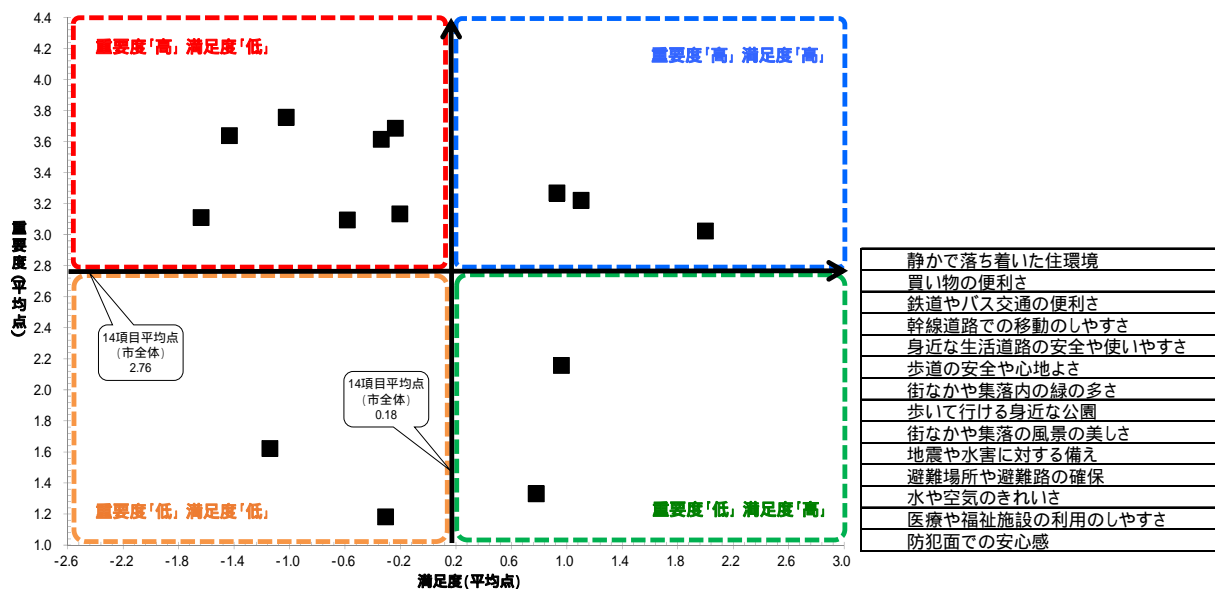 重要度「高」満足度「低」
重要度「高」満足度「高」
重要度「低」満足度「低」
重要度「低」満足度「高」
4.4
4.2
4.0
3.8
3.6
3.4
3.2
3.0
2.8
2.6
2.4
2.2
2.0
1.8
1.6
1.4
1.2
1.0
重要度(平均点)
14項目平均点
(市全体)
2.76
14項目平均点
(市全体)
0.18
-2.6 -2.2 -1.8 -1.4 -1.0 -0.6 -0.2 0.2 0.6 1.0 1.4 1.8 2.2 2.6 3.0
満足度(平均点)
静かで落ち着いた住環境
買い物の便利さ
鉄道やバス交通の便利さ
幹線道路での移動のしやすさ
身近な生活道路の安全や使いやすさ
歩道の安全や心地よさ
街なかや集落内の緑の多さ
歩いて行ける身近な公園
街なかや集落の風景の美しさ
地震や水害に対する備え
避難場所や避難路の確保
水や空気のきれいさ
医療や福祉施設の利用のしやすさ
防犯面での安心感